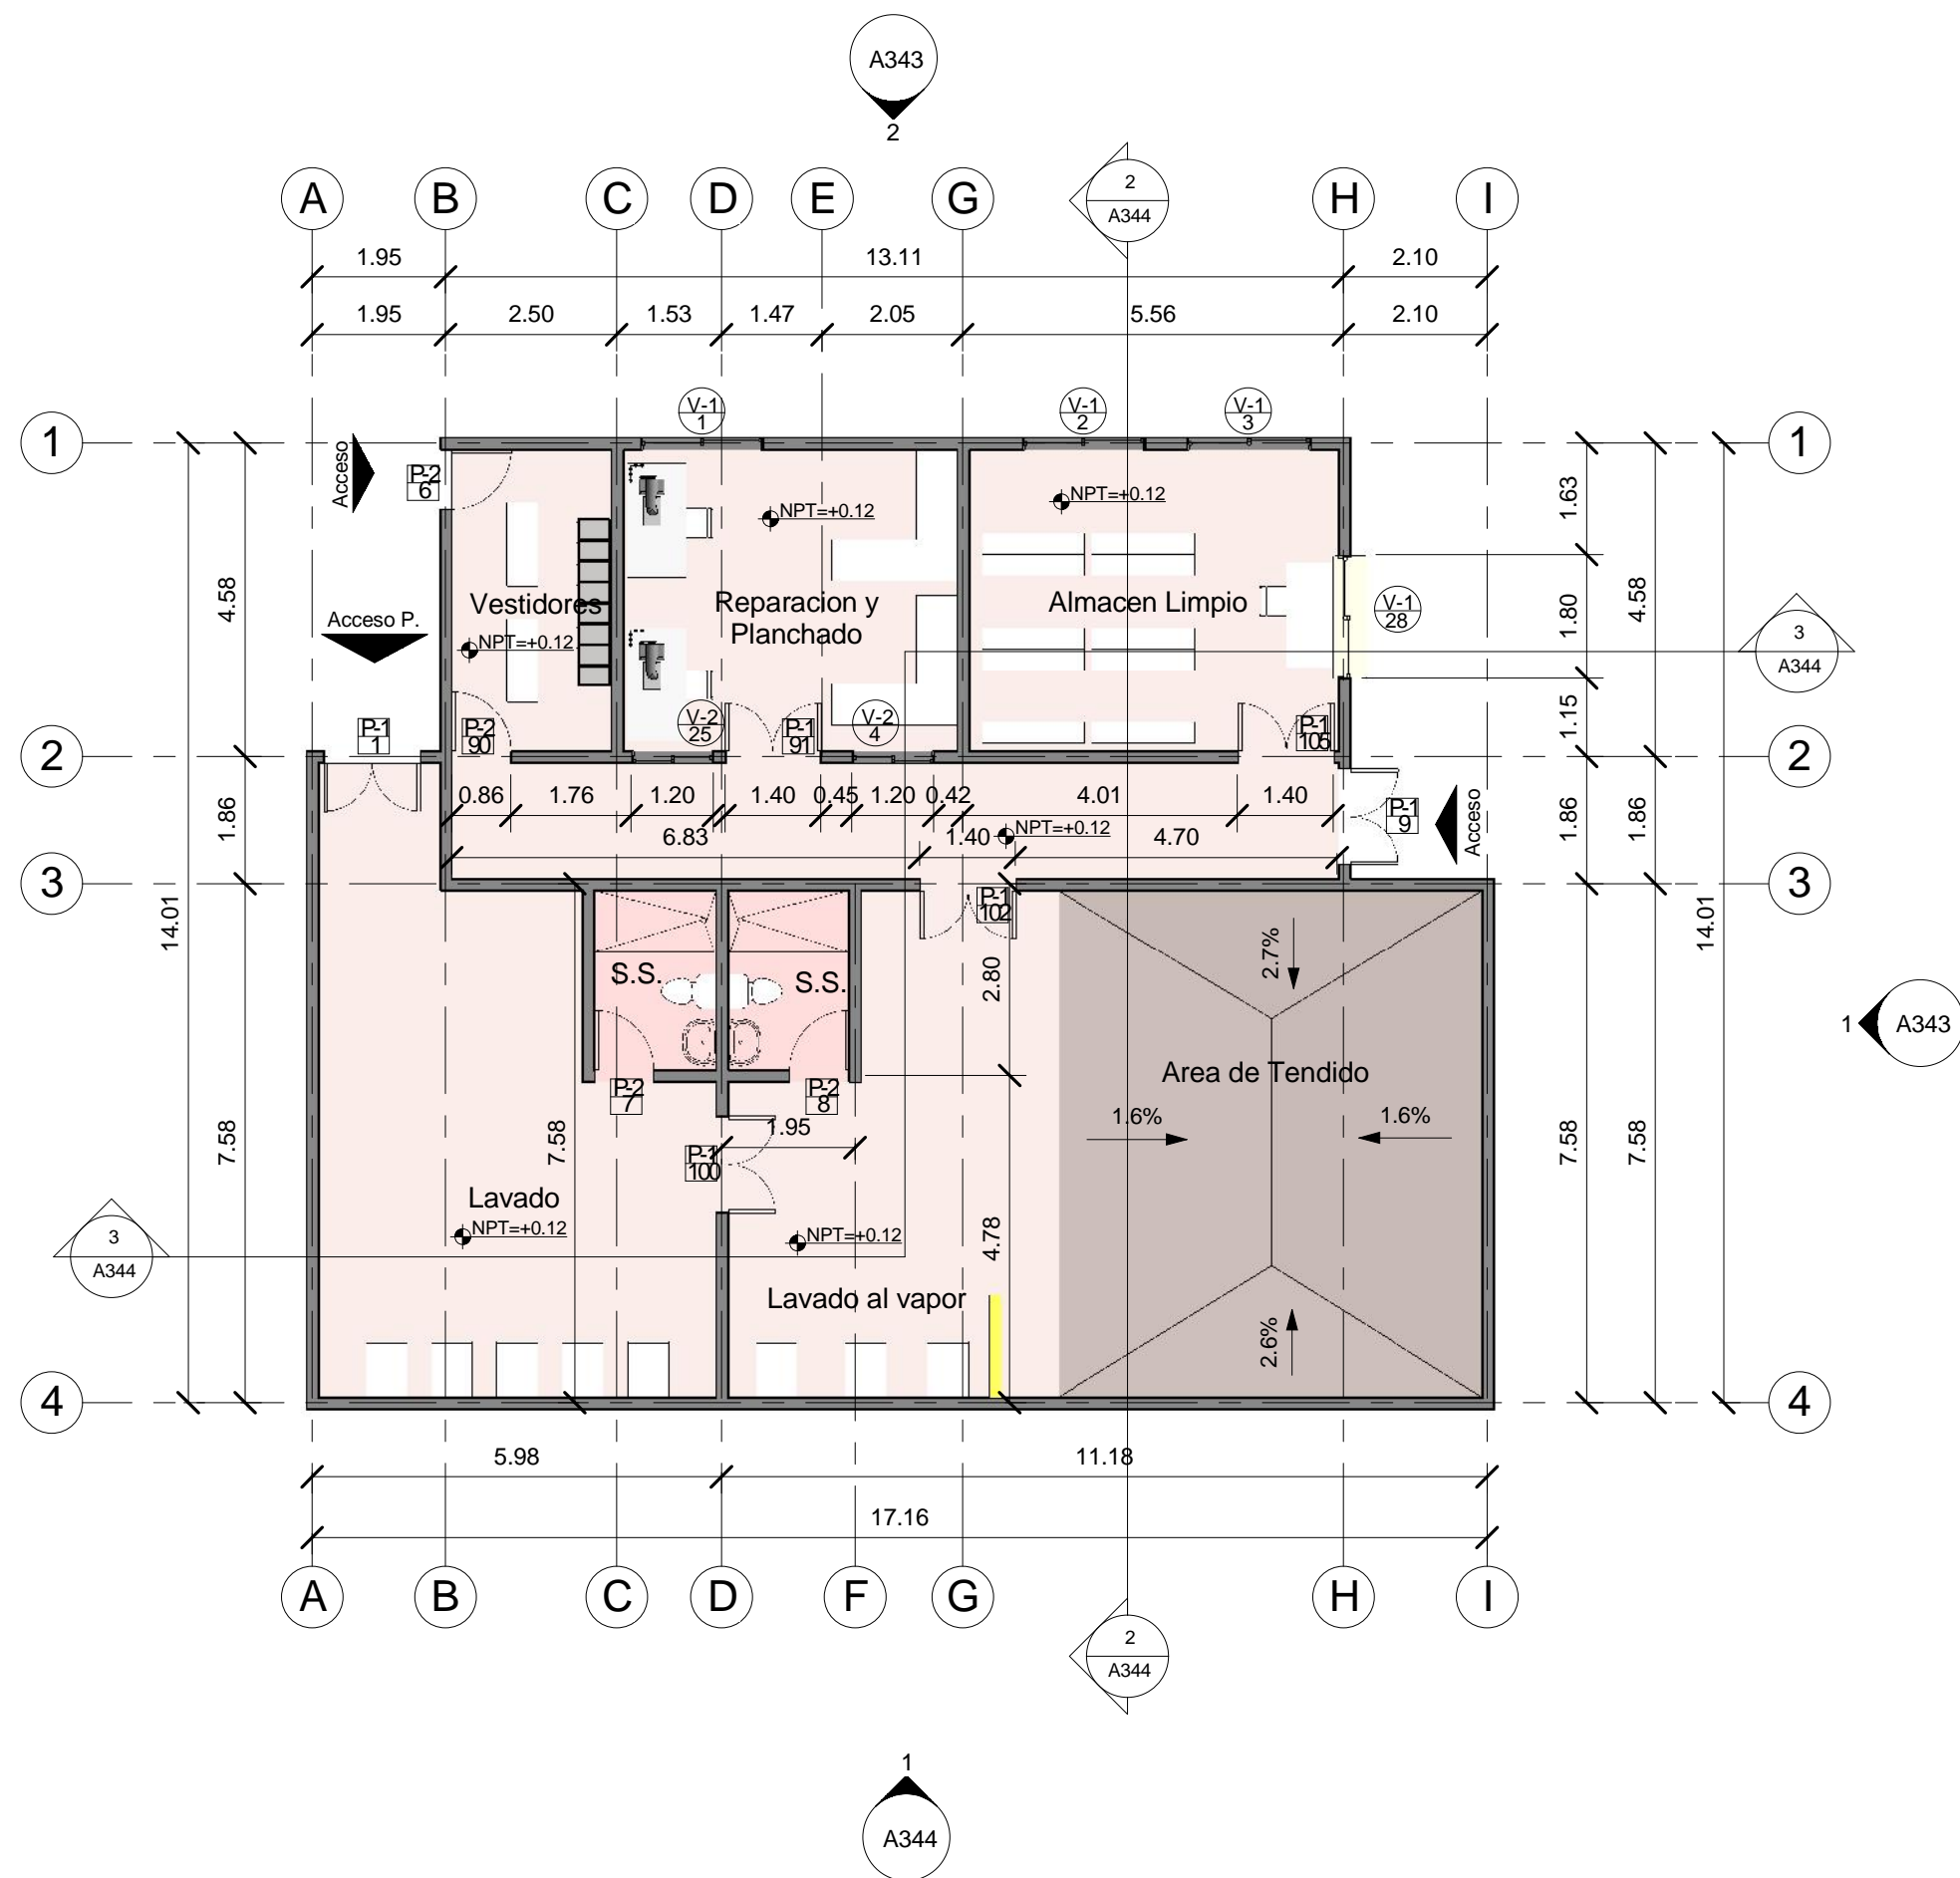 A343
2
2
A344
A
B
C
D
E
G
H
I
1.95
13.11
2.10
1.95
2.50
1.53
1.47
2.05
5.56
2.10
V-1
1
V-1
2
V-1
3
1
1
Acceso
P-2
6
NPT=+0.12
NPT=+0.12
1.63
4.58
Vestidores
Reparacion y
Planchado
Almacen Limpio
V-1
28
1.80
4.58
Acceso P.
NPT=+0.12
3
A344
P-1
1
P-2
90
V-2
25
P-1
91
V-2
4
P-1
105
1.15
2
2
0.86
1.76
1.20
1.40
0.45
1.20
0.42
4.01
1.40
6.83
1.40
NPT=+0.12
4.70
P-1
9
Acceso
1.86
1.86
1.86
3
3
P-1
102
14.01
14.01
S.S.
S.S.
2.80
2.7%
1
A343
Area de Tendido
P-2
7
P-2
8
1.6%
1.6%
1.95
7.58
7.58
7.58
7.58
P-1
100
Lavado
NPT=+0.12
NPT=+0.12
4.78
3
A344
Lavado al vapor
2.6%
4
4
5.98
11.18
17.16
A
B
C
D
F
G
H
I
2
A344
1
A344